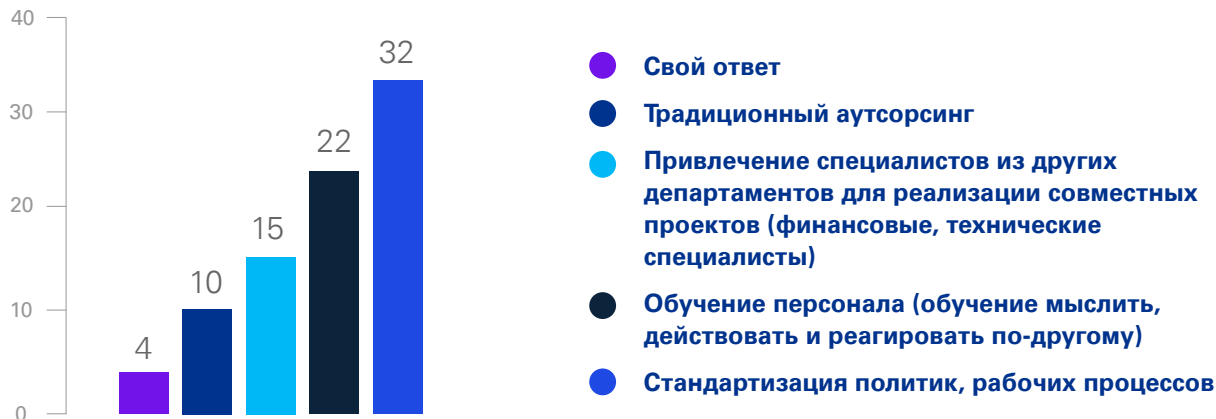 40
30
20
10
0
4
10
15
22
32
Свой ответ
Традиционный аутсорсинг
Привлечение специалистов из других
департаментов для реализации совместных
проектов (финансовые, технические
специалисты)
Обучение персонала (обучение мыслить,
действовать и реагировать по-другому)
Стандартизация политик, рабочих процессов